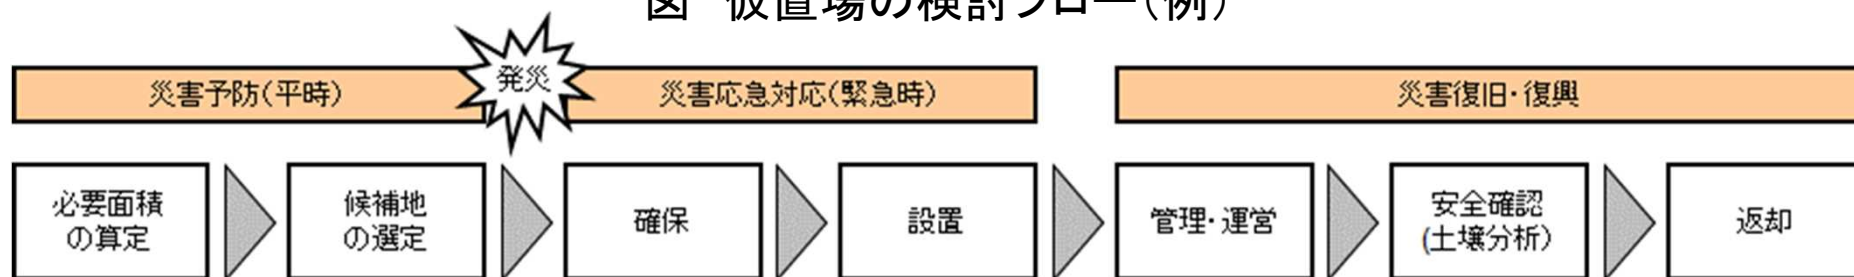 図 仮置場の検討フロー(例)
災害予防(平時)
発災
災害応急対応(緊急時)
災害復旧・復興
必要面積
の算定
候補地
の選定
確保
設置
管理・運営
安全確認
(土壌分析)
返却